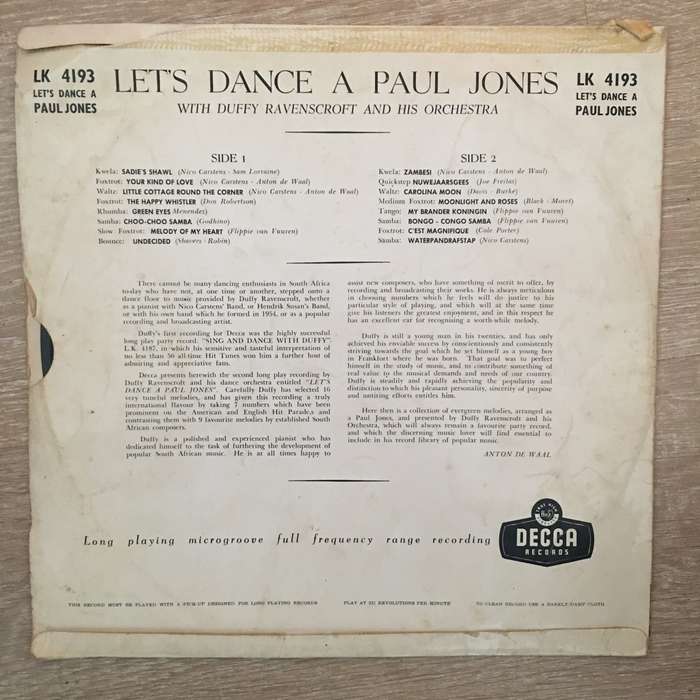 LK 4193
LET'S DANCE A
PAUL JONES
LET'S DANCE A PAUL JONES
WITH DUFFY RAVENSCROFT AND HIS ORCHESTRA
LK 4193
LET'S DANCE A
PAUL JONES
SIDE 1
Kwela: SADIE'S SHAWL (Nico Carstens - Sam Lorraine)
Foxtrot: YOUR KIND OF LOVE (Nico Carstens - Anton de Waal)
Waltz: LITTLE COTTAGE ROUND THE CORNER (Nico Carstens - Anton de Waal)
Foxtrot: THE HAPPY WHISTLER (Don Robertson)
Rhumba: GREEN EYES Menendez)
Samba: CHOO-CHOO SAMBA (Godhino)
Slow Foxtrot: MELODY OF MY HEART (Flippie van Vuuren)
Bounce: UNDECIDED (Shavers - Robin)
SIDE 2
Kwela: ZAMBESI (Nico Carstens - Anton de Waal)
Quickstep NUWEJAARSGEES (Joe Freitas)
Waltz: CAROLINA MOON (Davis - Burke)
Medium Foxtrot: MOONLIGHT AND ROSES (Black - Moret)
Tango: MY BRANDER KONINGIN (Flippie van Vuuren)
Samba: BONGO - CONGO SAMBA (Flippie van Vuuren)
Foxtrot: C'EST MAGNIFIQUE (Cole Porter)
Samba: WATERPANDRAFSTAP (Nico Carstens)
There cannot be many dancing enthusiasts in South Africa
today who have not, at one time or another, stepped onto a
dance floor to music provided by Duffy Ravenscroft, whether
as a pianist with Nico Carstens' Band, or Hendrik Susan's Band,
or with his own band which he formed in 1954, or as a popular
recording and broadcasting artist.
Duffy's first recording for Decca was the highly successful
long play party record. "SING AND DANCE WITH DUFFY"
L.K. 4187, in which his sensitive and tasteful interpretation of
no less than 56 all-time Hit Tunes won him a further host of
admiring and appreciative fans.
Decca presents herewith the second long play recording by
Duffy Ravenscroft and his dance orchestra entitled "LET'S
DANCE A PAUL JONES". Carefully Duffy has selected 16
very tuneful melodies, and has given this recording a truly
international flavour by taking 7 numbers which have been
prominent on the American and English Hit Parades and
contrasting them with 9 favourite melodies by established South
African composers.
Duffy is a polished and experienced pianist who has
dedicated himself to the task of furthering the development of
popular South African music. He is at all times happy to
assist new composers, who have something of merit to offer, by
recording and broadcasting their works. He is always meticulous
in choosing numbers which he feels will do justice to his
particular style of playing, and which will at the same time
give his listeners the greatest enjoyment, and in this respect he
has an excellent ear for recognising a worth-while melody.
Duffy is still a young man in his twenties, and has only
achieved his enviable success by conscientiously and consistently
striving towards the goal which he set himself as a young boy
in Frankfort where he was born. That goal was to perfect
himself in the study of music, and to contribute something of
real value to the musical demands and needs of our country.
Duffy is steadily and rapidly achieving the popularity and
distinction to which his pleasant personality, sincerity of purpose
and untiring efforts entitles him.
Here then is a collection of evergreen melodies, arranged as
a Paul Jones, and presented by Duffy Ravenscroft and his
Orchestra, which will always remain a favourite party record,
and which the discerning music lover will find essential to
include in his record library of popular music.
ANTON DE WAAL
Long playing microgroove full frequency range recording
DECCA
RECORDS
THIS RECORD MUST BE PLAYED WITH A PICK-UP DESIGNED FOR LONG PLAYING RECORDS
PLAY AT 33⅓ REVOLUTIONS PER MINUTE
TO CLEAN RECORD USE A BARELY-DAMP CLOTH